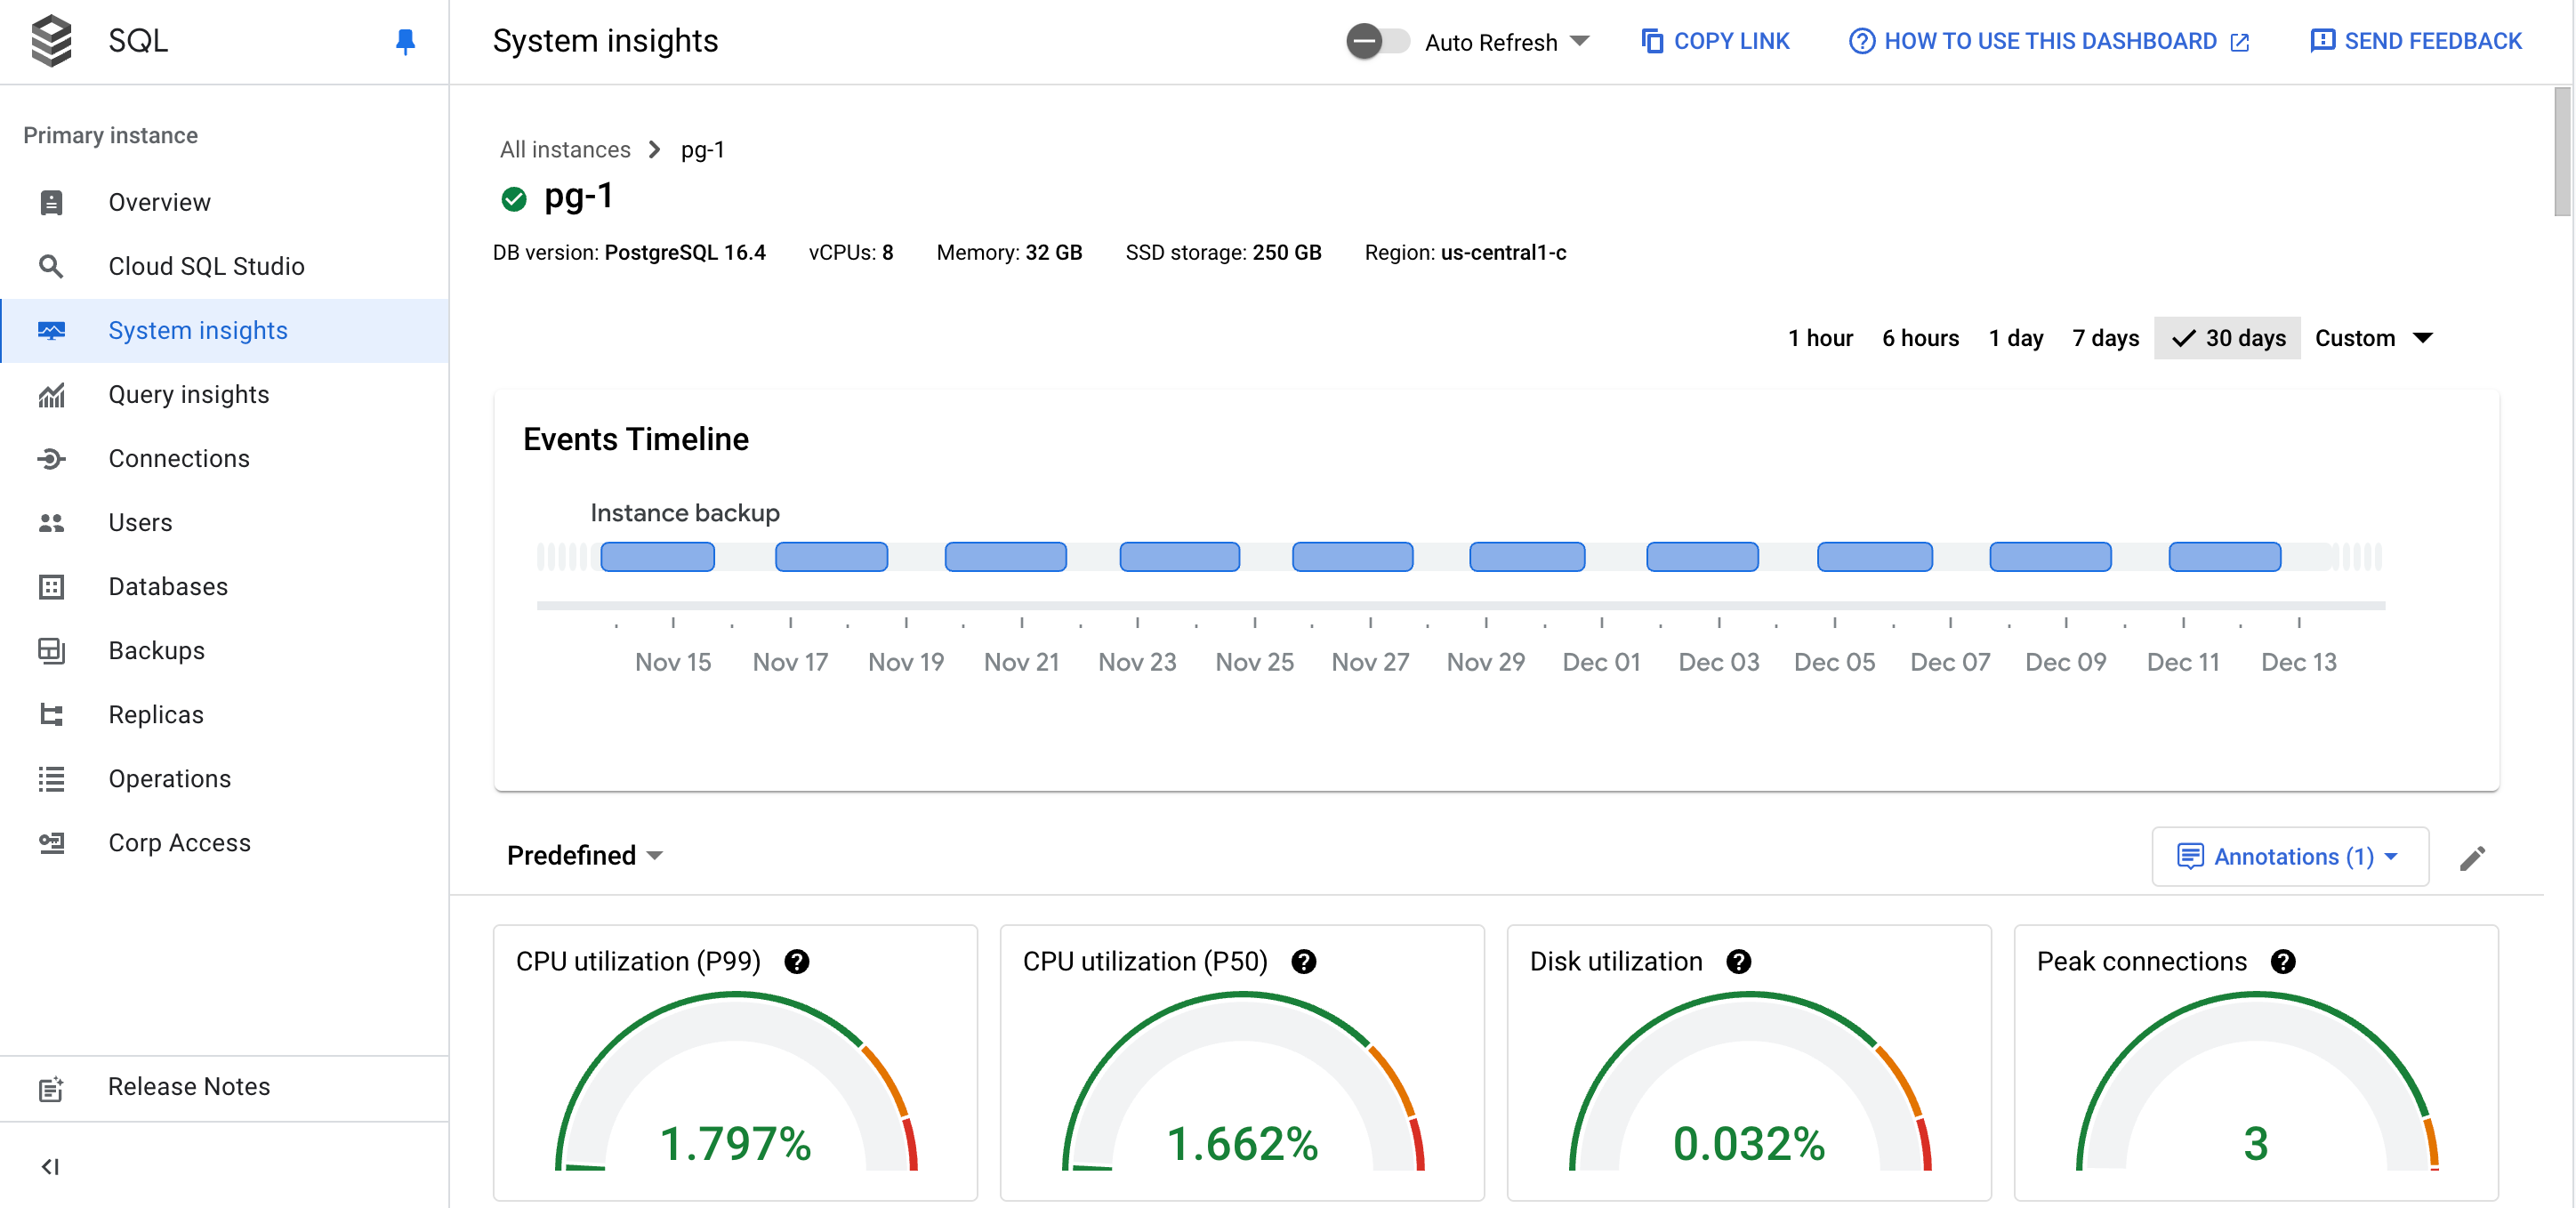 SQL
System insights
Auto Refresh
COPY LINK
HOW TO USE THIS DASHBOARD
SEND FEEDBACK
Primary instance
Overview
Cloud SQL Studio
System insights
Query insights
Connections
Users
Databases
Backups
Replicas
Operations
Corp Access
Release Notes
All instances > pg-1
pg-1
DB version: PostgreSQL 16.4 vCPUs: 8 Memory: 32 GB SSD storage: 250 GB Region: us-central1-c
1 hour 6 hours 1 day 7 days 30 days Custom
Events Timeline
Instance backup
Nov 15 Nov 17 Nov 19 Nov 21 Nov 23 Nov 25 Nov 27 Nov 29 Dec 01 Dec 03 Dec 05 Dec 07 Dec 09 Dec 11 Dec 13
Predefined
Annotations (1)
CPU utilization (P99)
1.797%
CPU utilization (P50)
1.662%
Disk utilization
0.032%
Peak connections
3